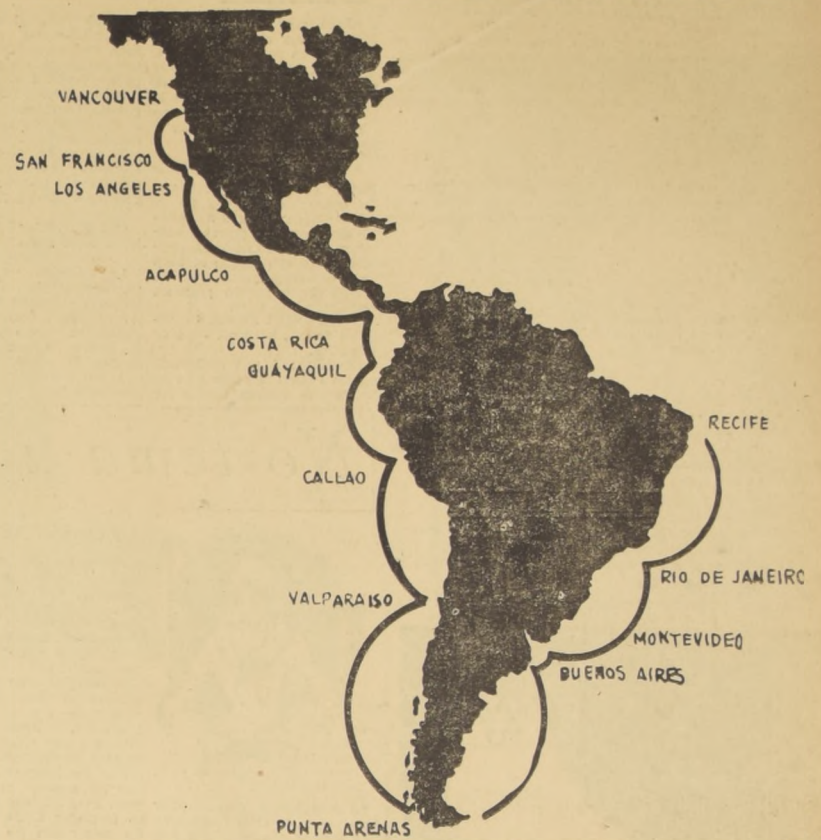 VANCOUVER
SAN FRANCISCO
LOS ANGELES
ACAPULCO
COSTA RICA
GUAYAQUIL
CALLAO
RECIFE
RIO DE JANEIRO
VALPARAISO
MONTEVIDEO
BUENOS AIRES
PUNTA ARENAS